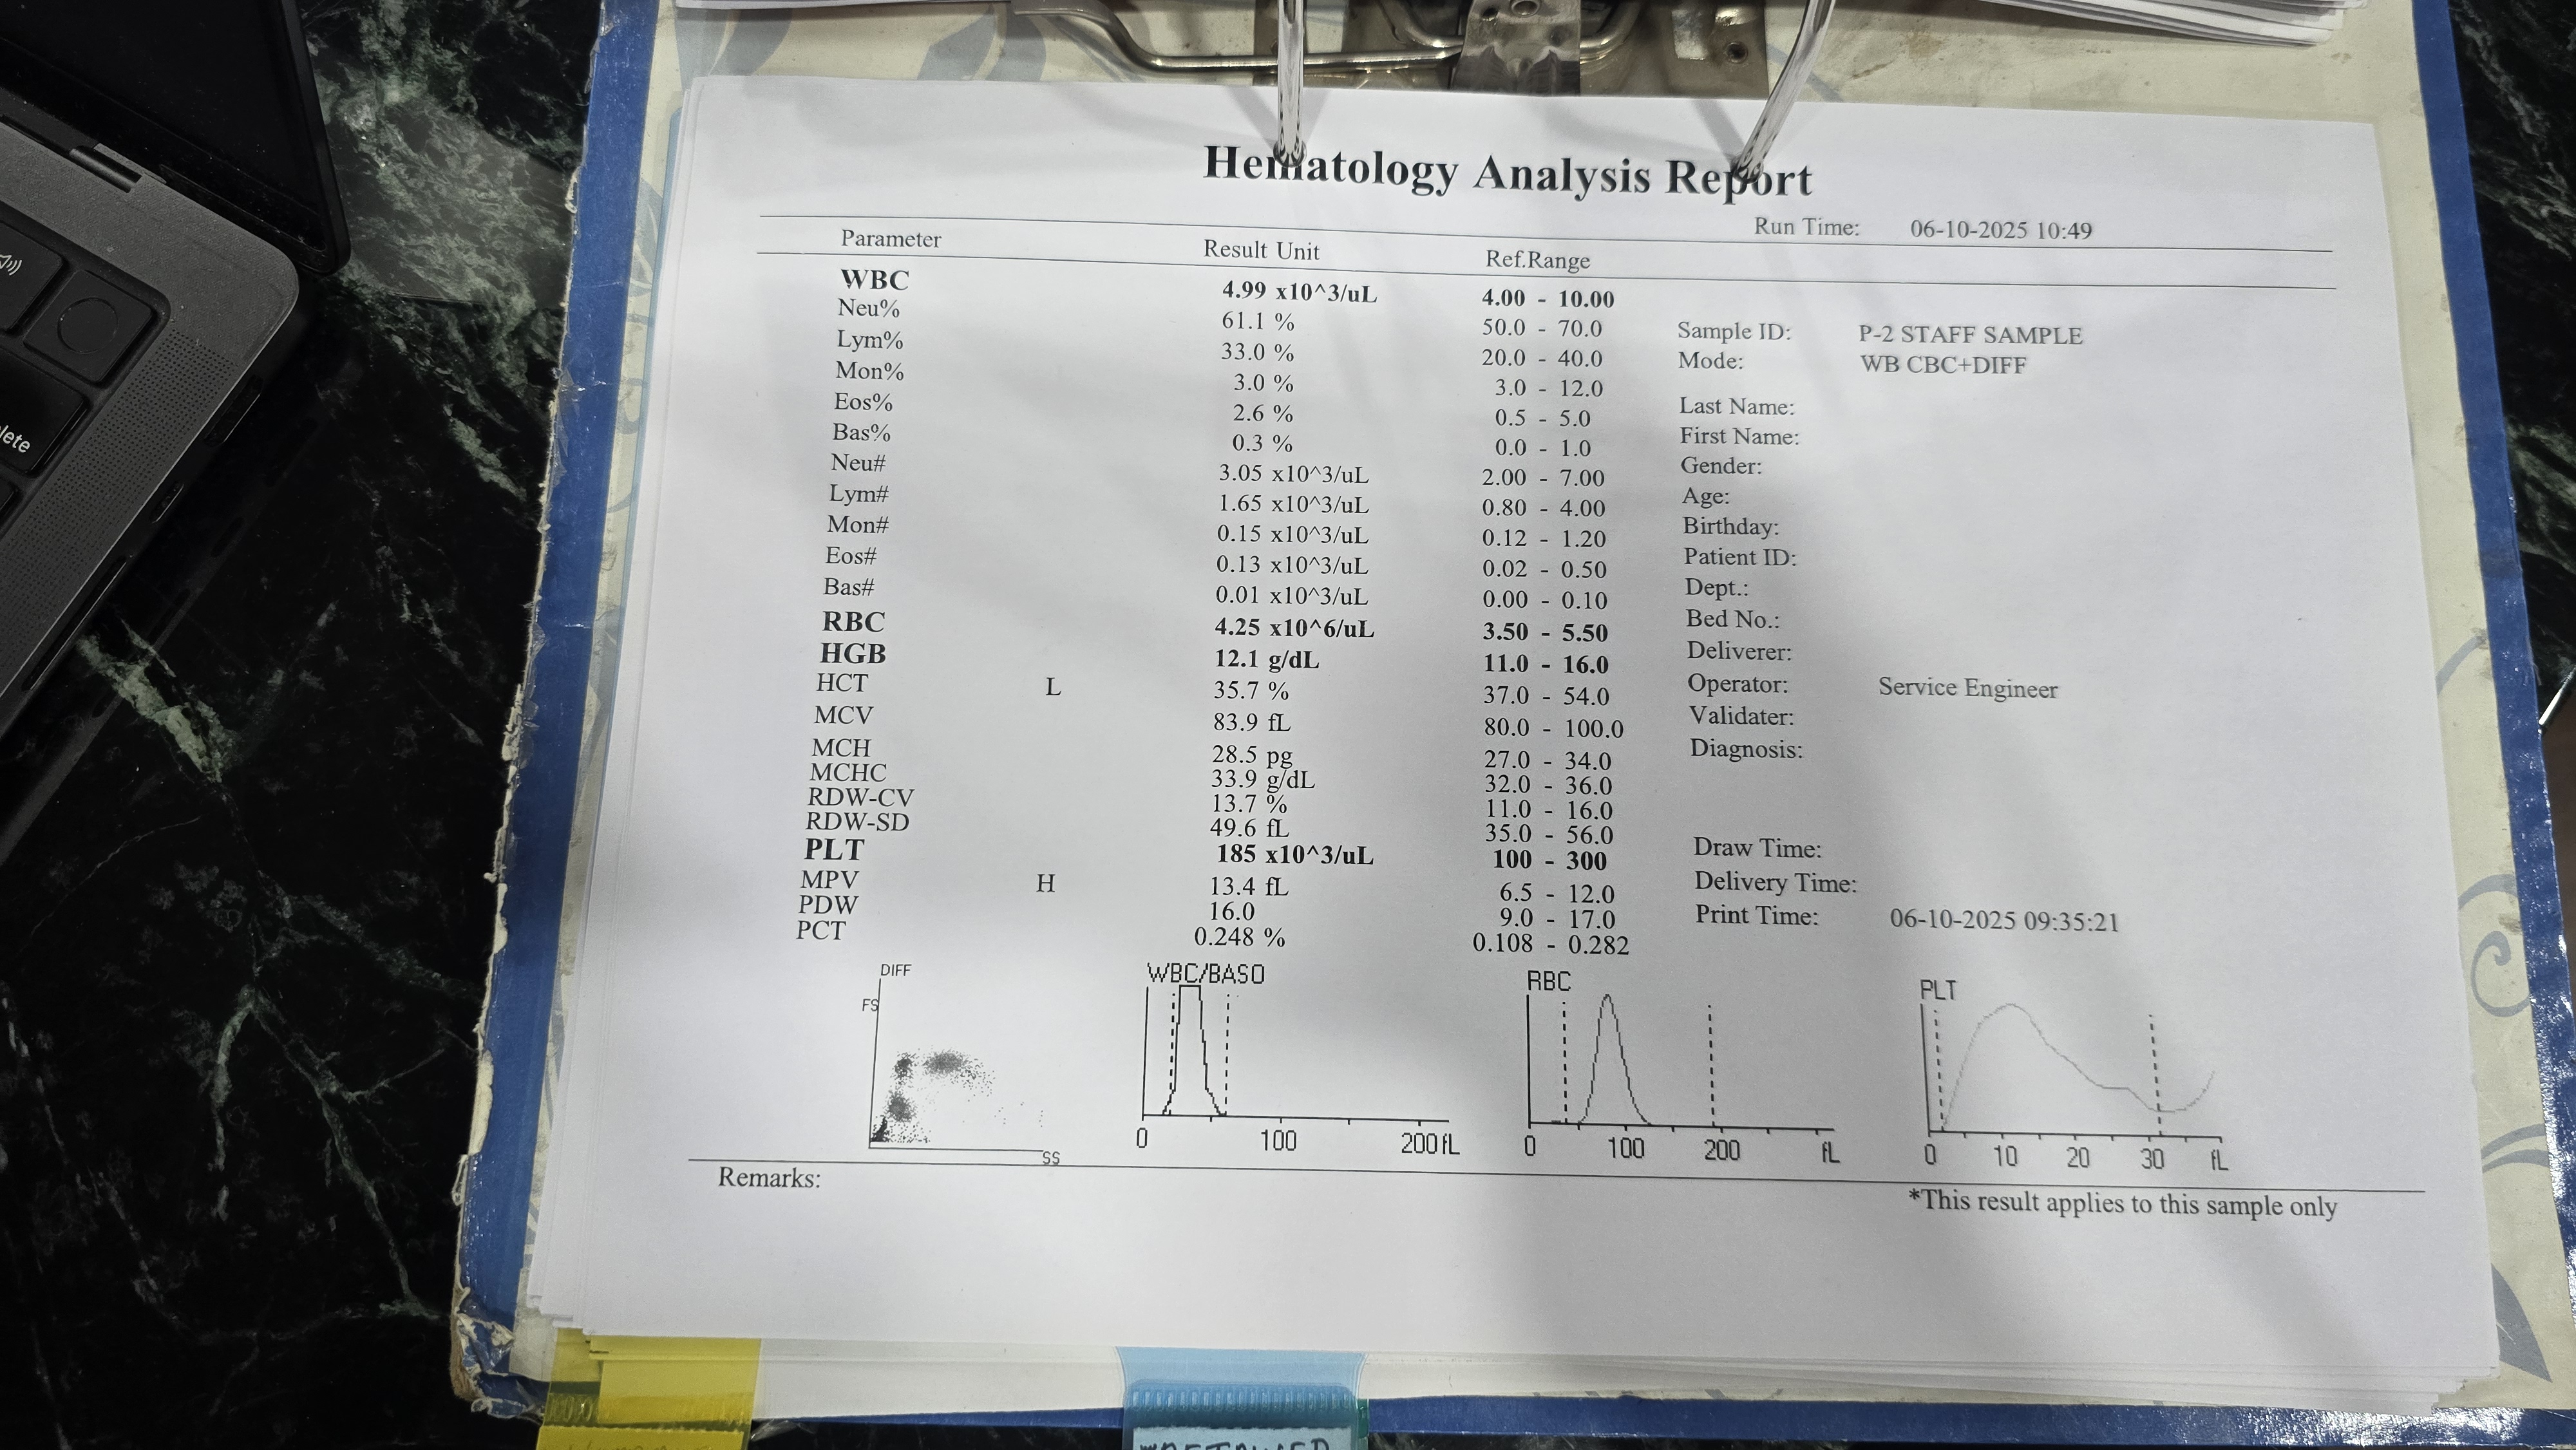 Hematology Analysis Report
Run Time: 06-10-2025 10:49
Parameter Result Unit Ref.Range
WBC 4.99 x10^3/uL 4.00 - 10.00
Neu% 61.1 % 50.0 - 70.0
Lym% 33.0 % 20.0 - 40.0
Mon% 3.0 % 3.0 - 12.0
Eos% 2.6 % 0.5 - 5.0
Bas% 0.3 % 0.0 - 1.0
Neu# 3.05 x10^3/uL 2.00 - 7.00
Lym# 1.65 x10^3/uL 0.80 - 4.00
Mon# 0.15 x10^3/uL 0.12 - 1.20
Eos# 0.13 x10^3/uL 0.02 - 0.50
Bas# 0.01 x10^3/uL 0.00 - 0.10
RBC 4.25 x10^6/uL 3.50 - 5.50
HGB 12.1 g/dL 11.0 - 16.0
HCT L 35.7 % 37.0 - 54.0
MCV 83.9 fL 80.0 - 100.0
MCH 28.5 pg 27.0 - 34.0
MCHC 33.9 g/dL 32.0 - 36.0
RDW-CV 13.7 % 11.0 - 16.0
RDW-SD 49.6 fL 35.0 - 56.0
PLT 185 x10^3/uL 100 - 300
MPV H 13.4 fL 6.5 - 12.0
PDW 16.0 9.0 - 17.0
PCT 0.248 % 0.108 - 0.282
Sample ID: P-2 STAFF SAMPLE
Mode: WB CBC+DIFF
Last Name:
First Name:
Gender:
Age:
Birthday:
Patient ID:
Dept.:
Bed No.:
Deliverer:
Operator: Service Engineer
Validater:
Diagnosis:
Draw Time:
Delivery Time:
Print Time: 06-10-2025 09:35:21
DIFF
FS
SS
WBC/BASO
0 100 200 fL
RBC
0 100 200 fL
PLT
0 10 20 30 fL
Remarks:
*This result applies to this sample only